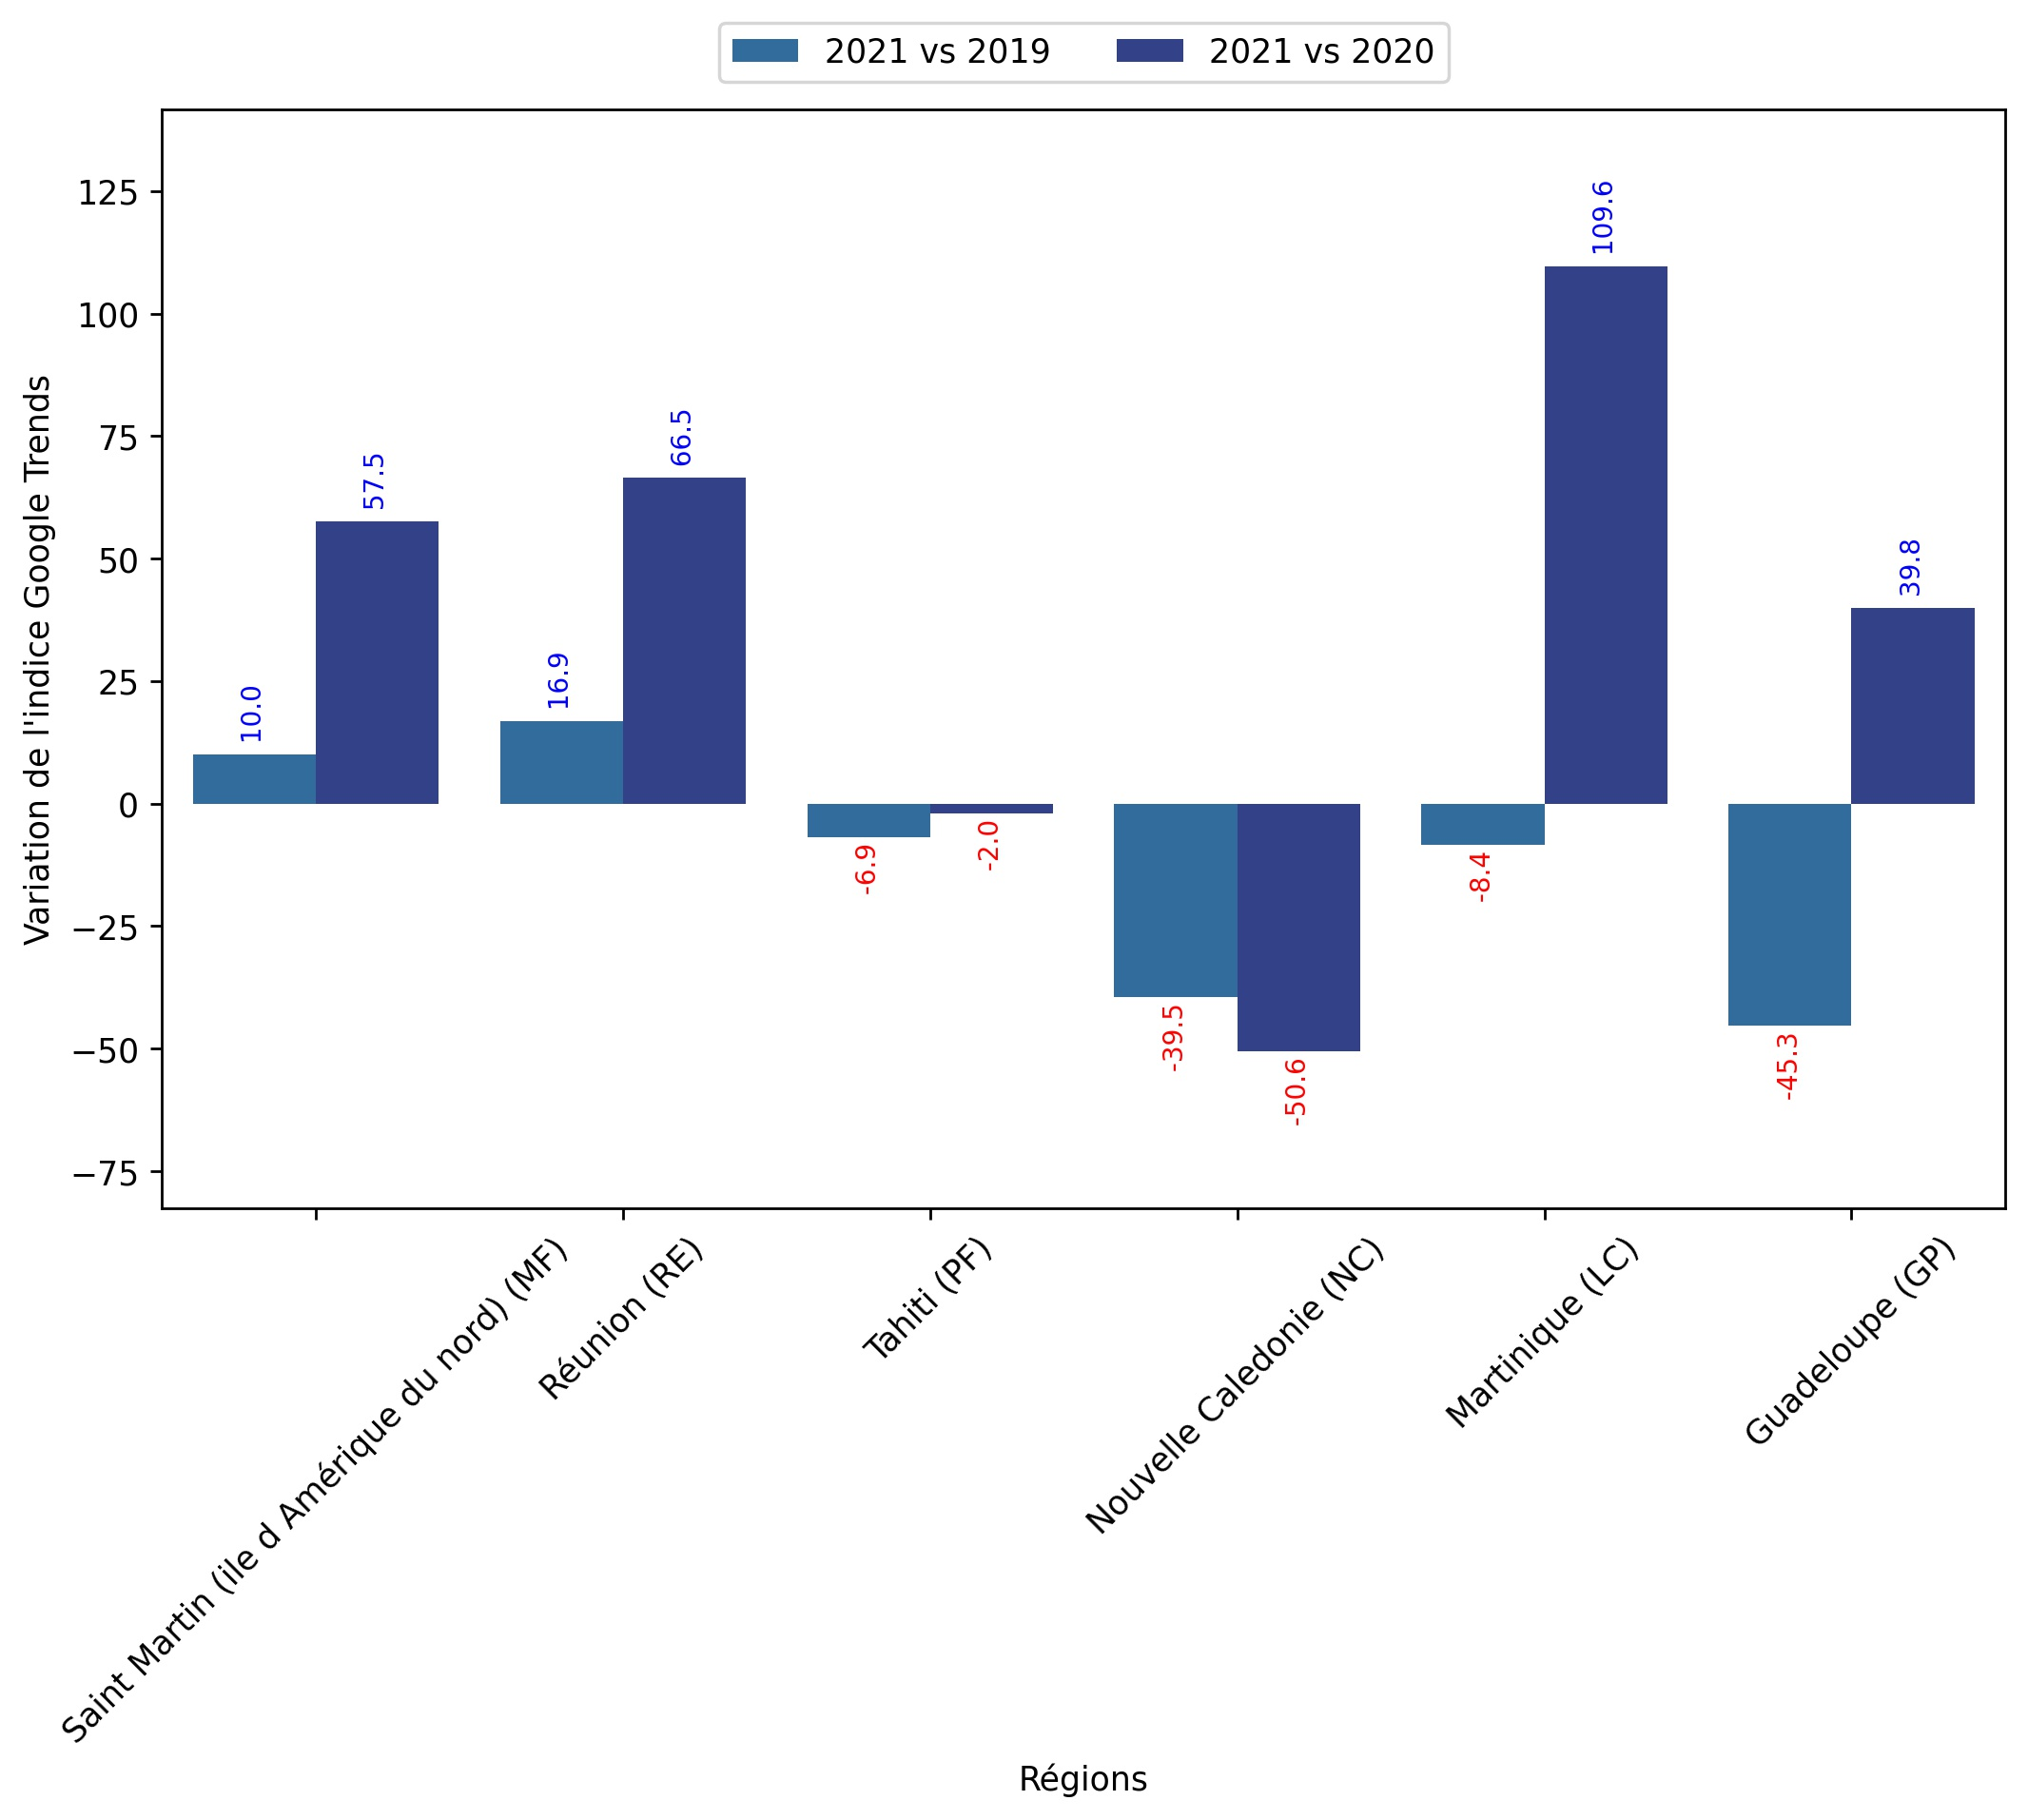 2021 vs 2019
2021 vs 2020
Variation de l'indice Google Trends
125
100
75
50
25
0
−25
−50
−75
10.0
57.5
16.9
66.5
-6.9
-2.0
-39.5
-50.6
-8.4
109.6
-45.3
39.8
Saint Martin (ile d Amérique du nord) (MF)
Réunion (RE)
Tahiti (PF)
Nouvelle Caledonie (NC)
Martinique (LC)
Guadeloupe (GP)
Régions